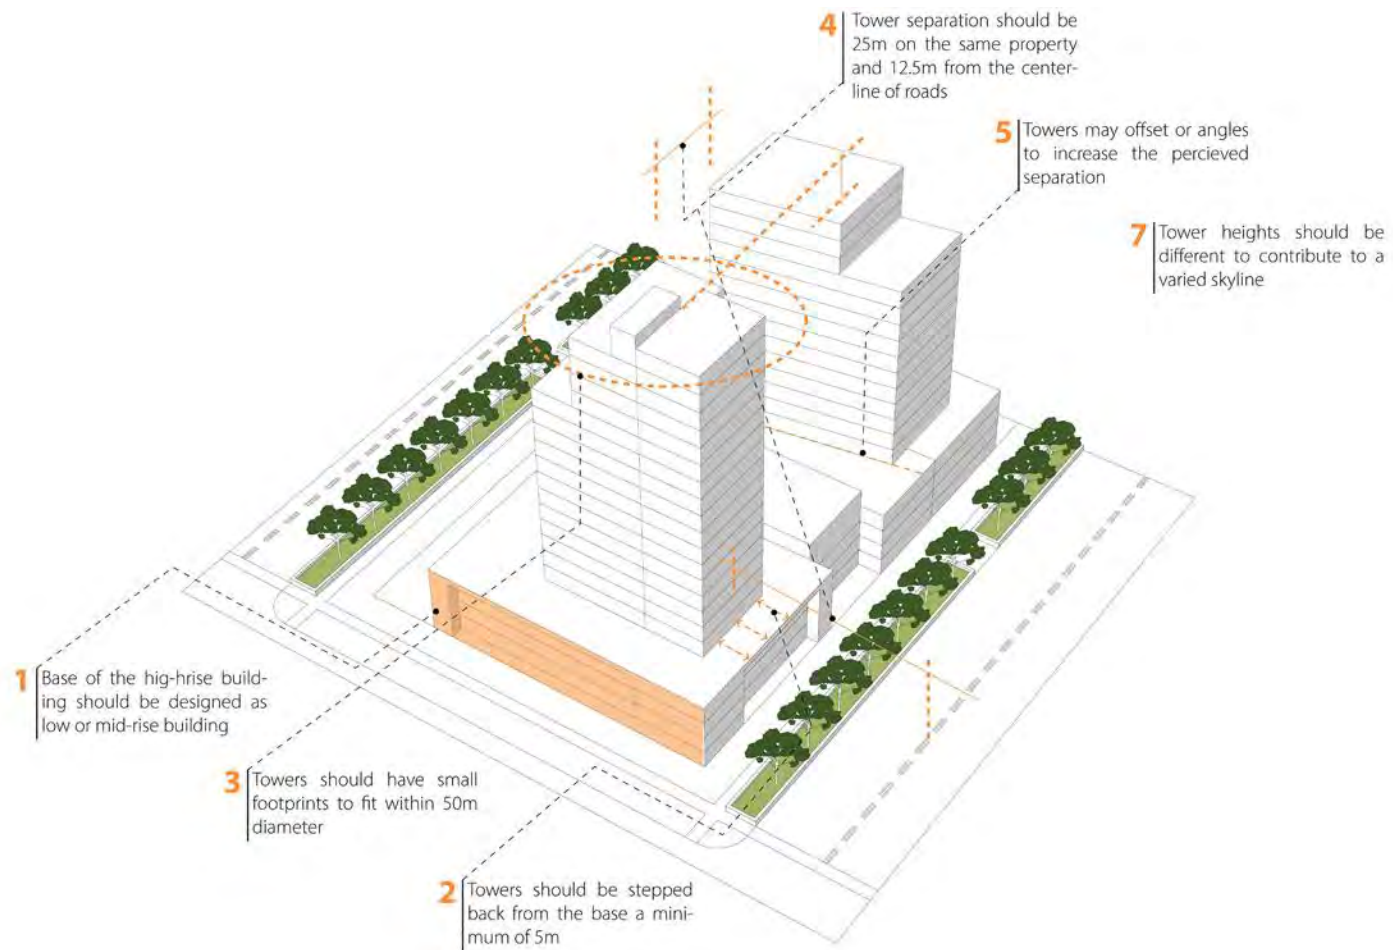 4
Tower separation should be
25m on the same property
and 12.5m from the center-
line of roads
5
Towers may offset or angles
to increase the percieved
separation
7
Tower heights should be
different to contribute to a
varied skyline
1
Base of the hig-hrise build-
ing should be designed as
low or mid-rise building
3
Towers should have small
footprints to fit within 50m
diameter
2
Towers should be stepped
back from the base a mini-
mum of 5m